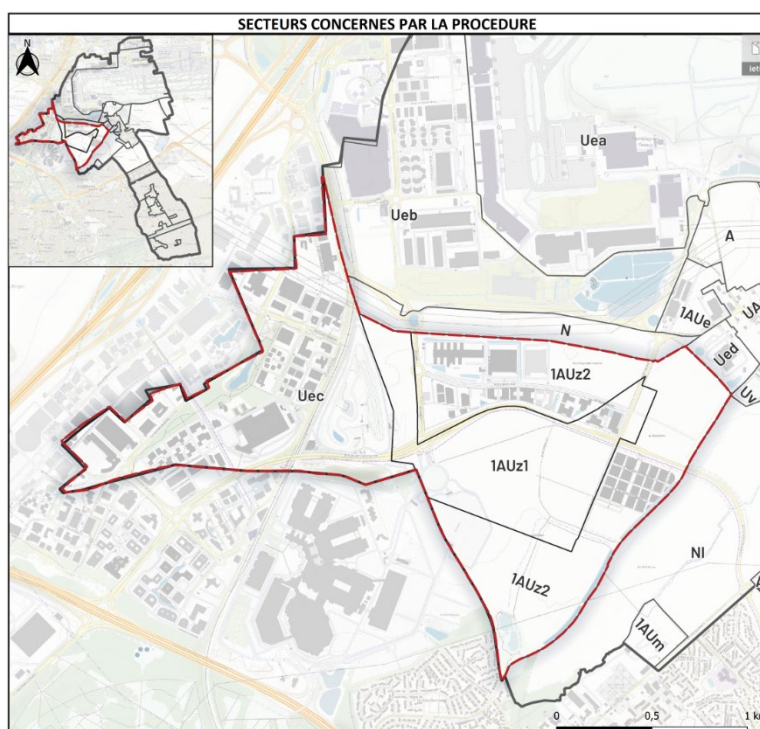 SECTEURS CONCERNES PAR LA PROCEDURE
N
Uea
Ueb
A
1AUe
UA
N
Ued
1AUz2
Uv
Uec
1AUz1
NI
1AUz2
1AUm
0
0,5
1 k